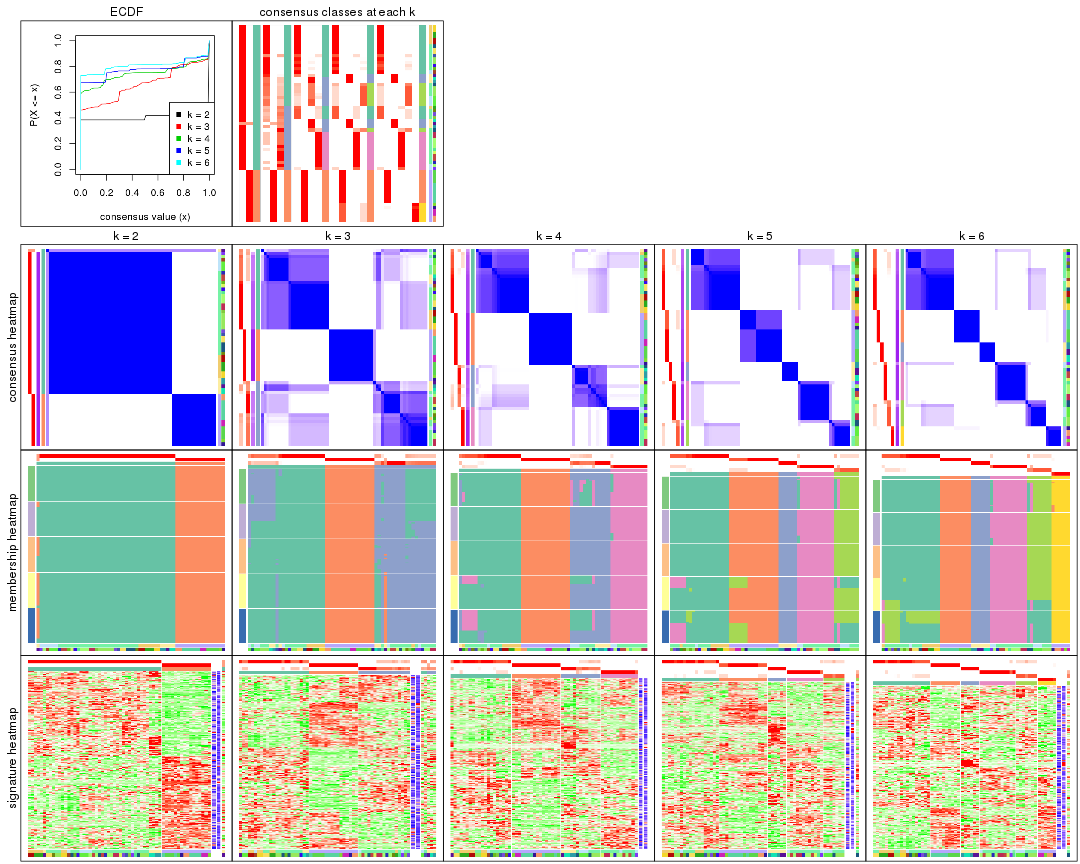 ECDF
consensus classes at each k
P(X <= x)
0.0 0.2 0.4 0.6 0.8 1.0
k = 2
k = 3
k = 4
k = 5
k = 6
0.0 0.2 0.4 0.6 0.8 1.0
consensus value (x)
k = 2
k = 3
k = 4
k = 5
k = 6
consensus heatmap
membership heatmap
signature heatmap